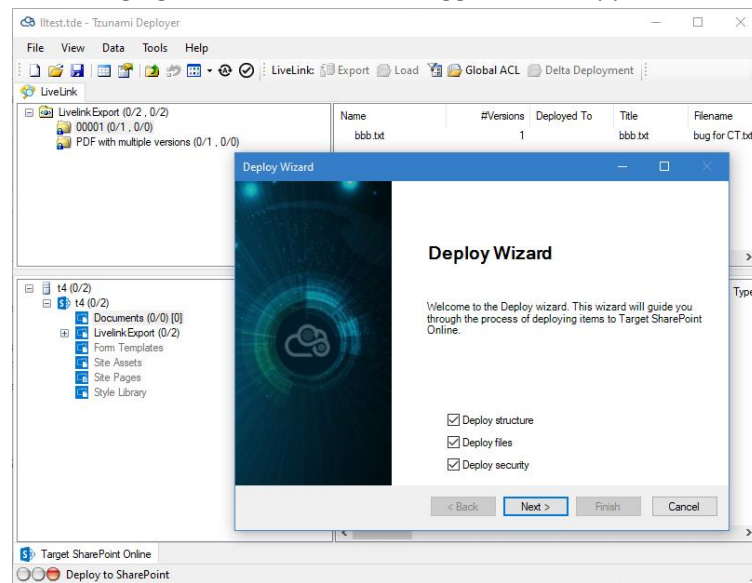 lltest.tde - Tzunami Deployer
File View Data Tools Help
LiveLink: Export Load Global ACL Delta Deployment
LiveLink
LivelinkExport (0/2 , 0/2)
00001 (0/1 , 0/0)
PDF with multiple versions (0/1 , 0/0)
Name #Versions Deployed To Title Filename
bbb.txt 1 bbb.txt bug for CT.txt
Deploy Wizard
Deploy Wizard
Welcome to the Deploy wizard. This wizard will guide you
through the process of deploying items to Target SharePoint
Online.
Deploy structure
Deploy files
Deploy security
< Back Next > Finish Cancel
t4 (0/2)
t4 (0/2)
Documents (0/0) [0]
LivelinkExport (0/2)
Form Templates
Site Assets
Site Pages
Style Library
Type
Target SharePoint Online
Deploy to SharePoint